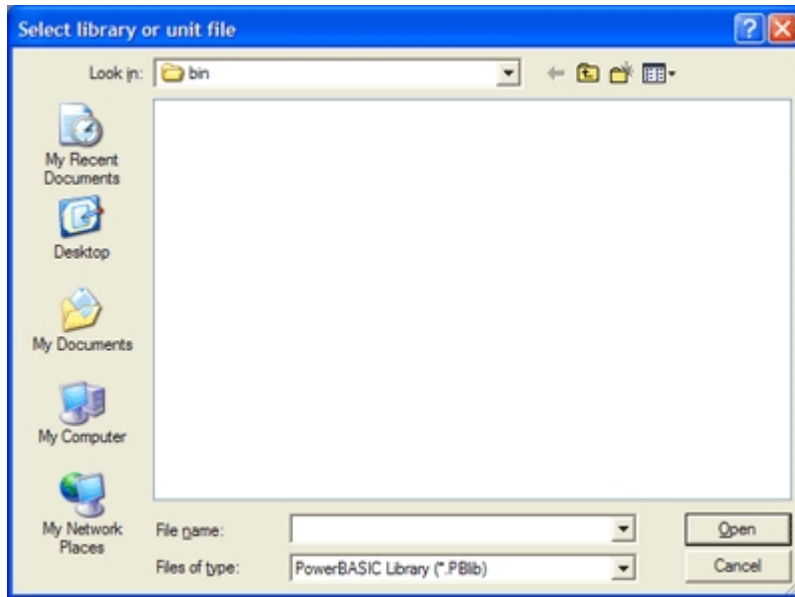 Select library or unit file
Look in:
bin
My Recent
Documents
Desktop
My Documents
My Computer
My Network
Places
File name:
Open
Files of type:
PowerBASIC Library (*.PBlib)
Cancel